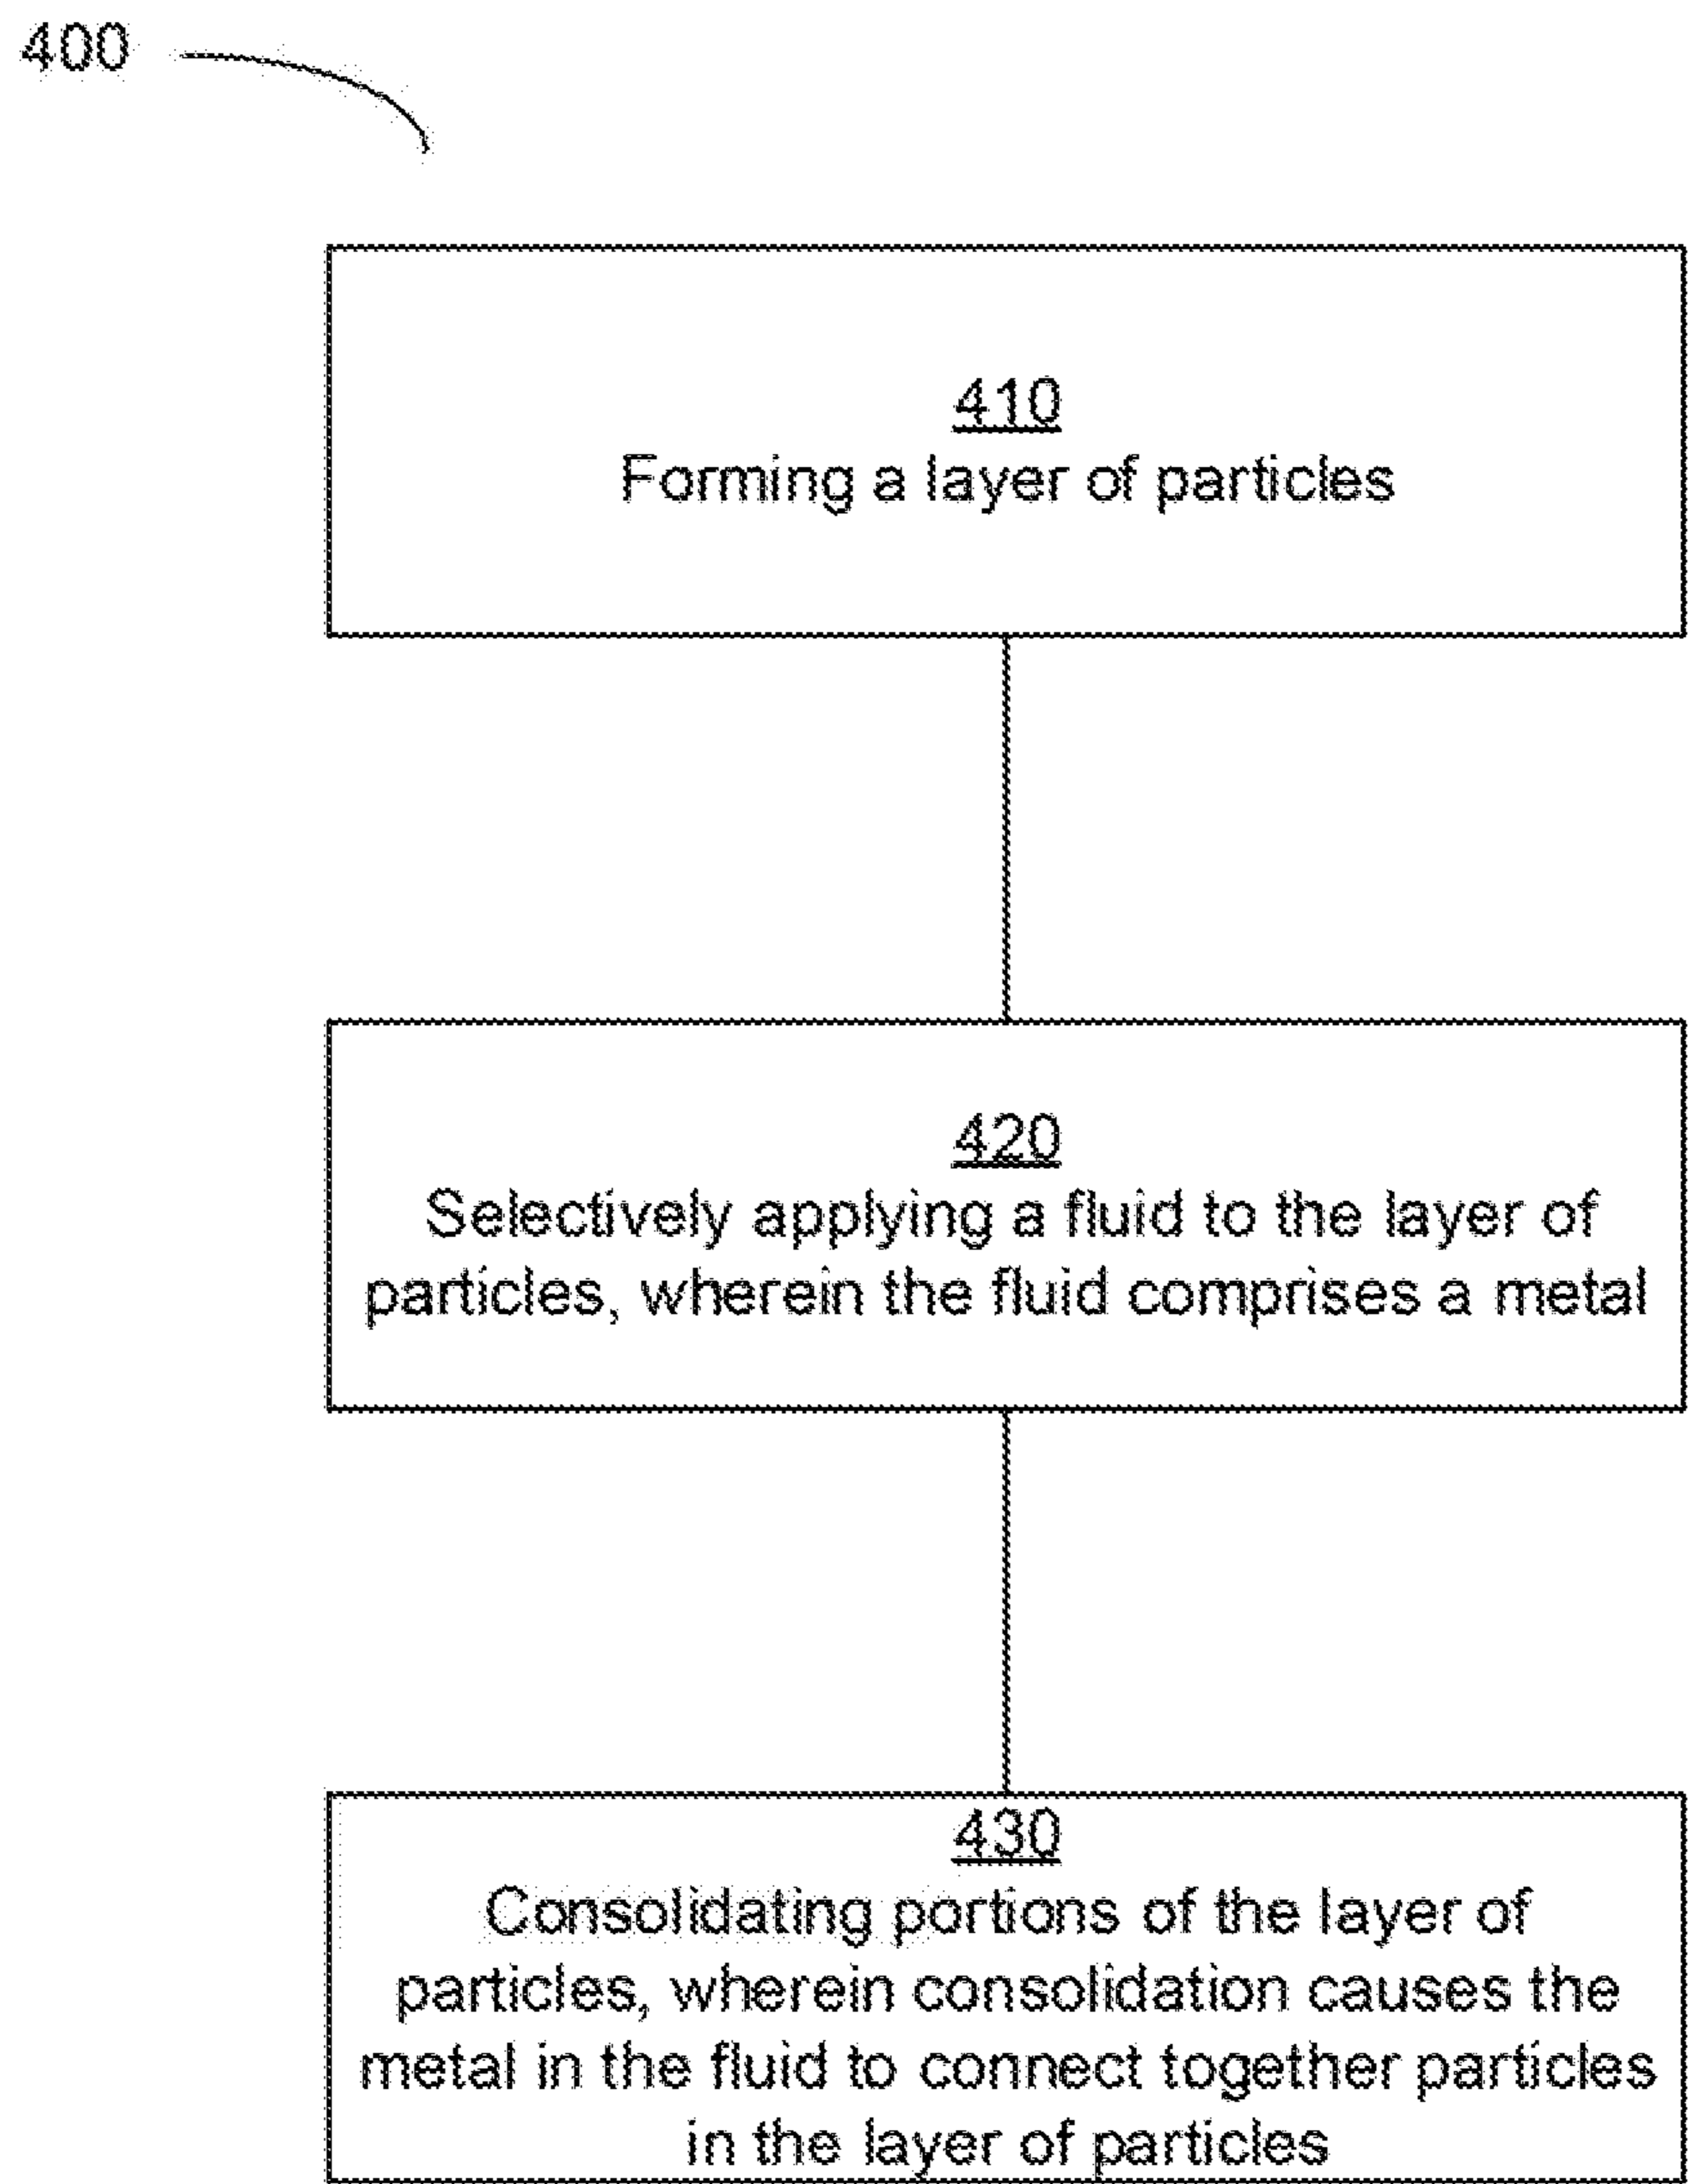 400
410
Forming a layer of particles
420
Selectively applying a fluid to the layer of
particles, wherein the fluid comprises a metal
430
Consolidating portions of the layer of
particles, wherein consolidation causes the
metal in the fluid to connect together particles
in the layer of particles